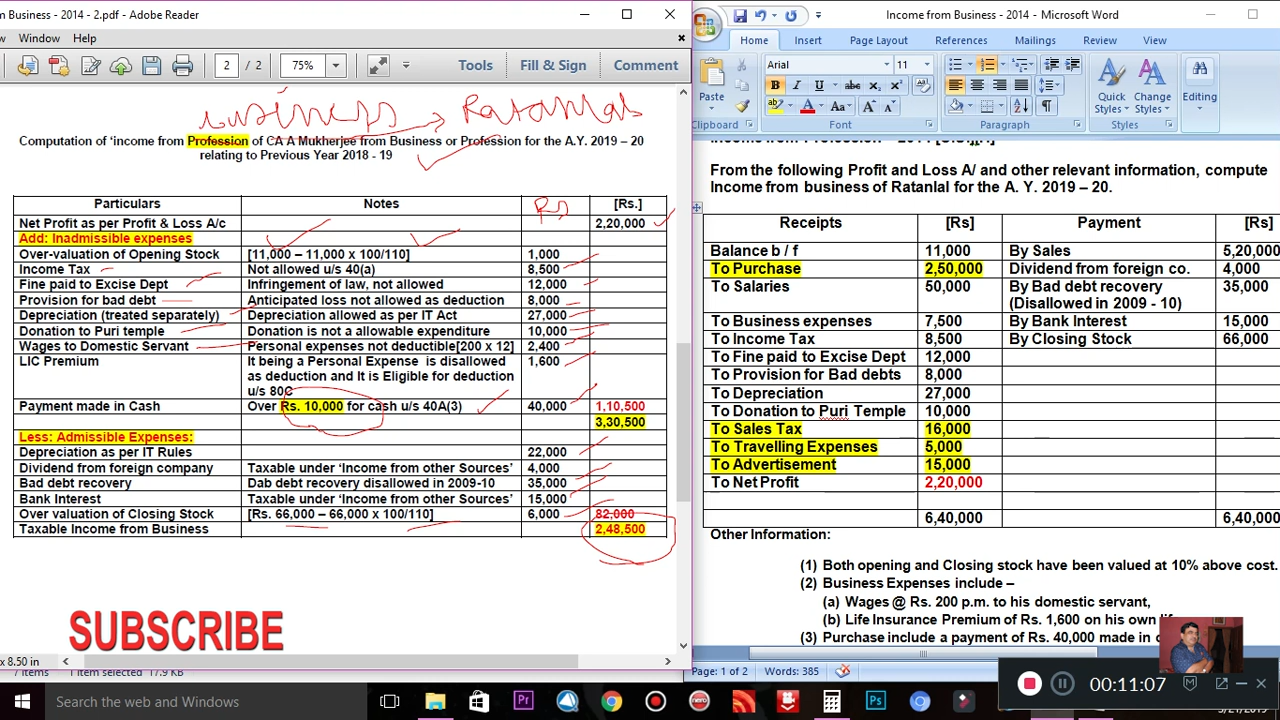 m Business - 2014 - 2.pdf - Adobe Reader
Window Help
2 / 2 75% Tools Fill & Sign Comment
Business Ratanlal
Computation of 'income from Profession of CA A Mukherjee from Business or Profession for the A.Y. 2019 – 20
relating to Previous Year 2018 - 19
Particulars Notes Rs [Rs.]
Net Profit as per Profit & Loss A/c 2,20,000
Add: Inadmissible expenses
Over-valuation of Opening Stock [11,000 – 11,000 x 100/110] 1,000
Income Tax Not allowed u/s 40(a) 8,500
Fine paid to Excise Dept Infringement of law, not allowed 12,000
Provision for bad debt Anticipated loss not allowed as deduction 8,000
Depreciation (treated separately) Depreciation allowed as per IT Act 27,000
Donation to Puri temple Donation is not a allowable expenditure 10,000
Wages to Domestic Servant Personal expenses not deductible[200 x 12] 2,400
LIC Premium It being a Personal Expense is disallowed 1,600
as deduction and It is Eligible for deduction
u/s 80C
Payment made in Cash Over Rs. 10,000 for cash u/s 40A(3) 40,000 1,10,500
3,30,500
Less: Admissible Expenses:
Depreciation as per IT Rules 22,000
Dividend from foreign company Taxable under 'Income from other Sources' 4,000
Bad debt recovery Dab debt recovery disallowed in 2009-10 35,000
Bank Interest Taxable under 'Income from other Sources' 15,000
Over valuation of Closing Stock [Rs. 66,000 – 66,000 x 100/110] 6,000 82,000
Taxable Income from Business 2,48,500
SUBSCRIBE
x 8.50 in
7 items 1 item selected 17.9 KB
Income from Business - 2014 - Microsoft Word
Home Insert Page Layout References Mailings Review View
Arial 11
Paste B I U abc x₂ x² Quick Styles Change Styles Editing
Clipboard Font Paragraph Styles
From the following Profit and Loss A/ and other relevant information, compute
Income from business of Ratanlal for the A. Y. 2019 – 20.
Receipts [Rs] Payment [Rs]
Balance b / f 11,000 By Sales 5,20,000
To Purchase 2,50,000 Dividend from foreign co. 4,000
To Salaries 50,000 By Bad debt recovery 35,000
(Disallowed in 2009 - 10)
To Business expenses 7,500 By Bank Interest 15,000
To Income Tax 8,500 By Closing Stock 66,000
To Fine paid to Excise Dept 12,000
To Provision for Bad debts 8,000
To Depreciation 27,000
To Donation to Puri Temple 10,000
To Sales Tax 16,000
To Travelling Expenses 5,000
To Advertisement 15,000
To Net Profit 2,20,000
6,40,000 6,40,000
Other Information:
(1) Both opening and Closing stock have been valued at 10% above cost.
(2) Business Expenses include –
(a) Wages @ Rs. 200 p.m. to his domestic servant,
(b) Life Insurance Premium of Rs. 1,600 on his own
(3) Purchase include a payment of Rs. 40,000 made in
Page: 1 of 2 Words: 385
00:11:07
Search the web and Windows